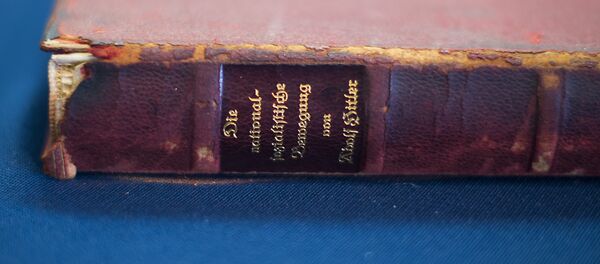 Die
national-
sozialistische
Bewegung
von
Adolf Hitler